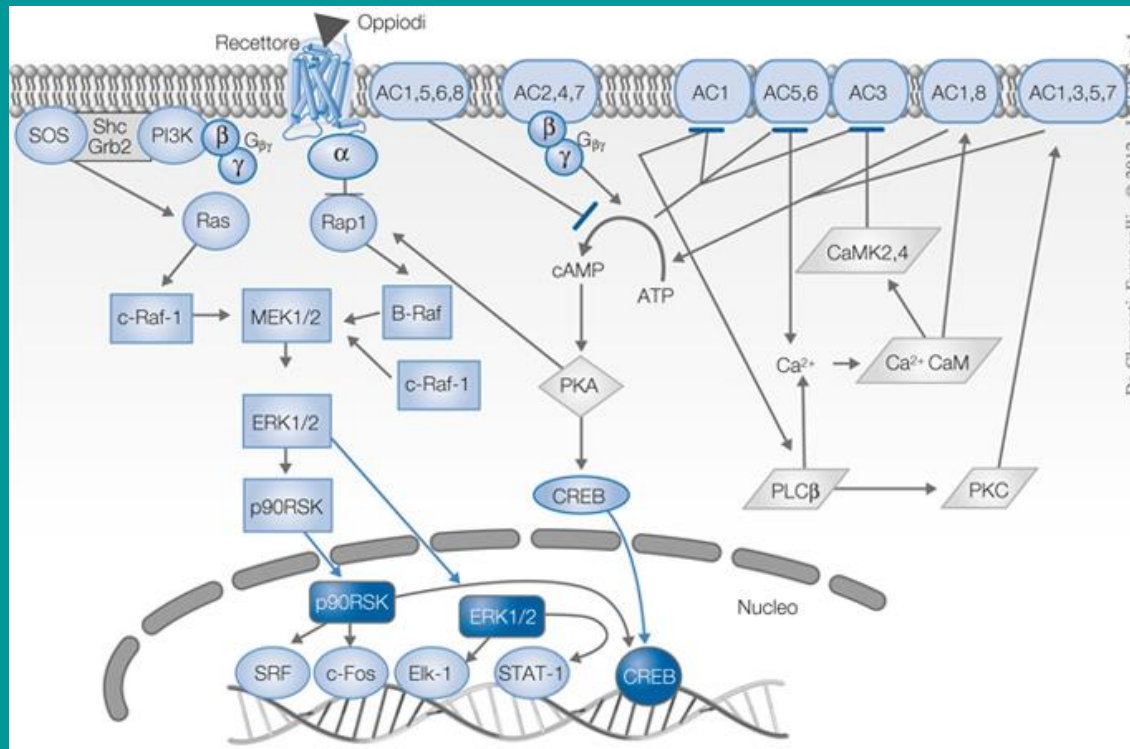 Oppiodi
Recettore
AC1,5,6,8
AC2,4,7
AC1
AC5,6
AC3
AC1,8
AC1,3,5,7
SOS
Shc
Grb2
PI3K
β
γ
Gβγ
α
β
γ
Gβγ
Ras
Rap1
cAMP
ATP
CaMK2,4
c-Raf-1
MEK1/2
B-Raf
c-Raf-1
PKA
Ca²⁺
Ca²⁺ CaM
ERK1/2
p90RSK
CREB
PLCβ
PKC
Nucleo
p90RSK
ERK1/2
SRF
c-Fos
Elk-1
STAT-1
CREB